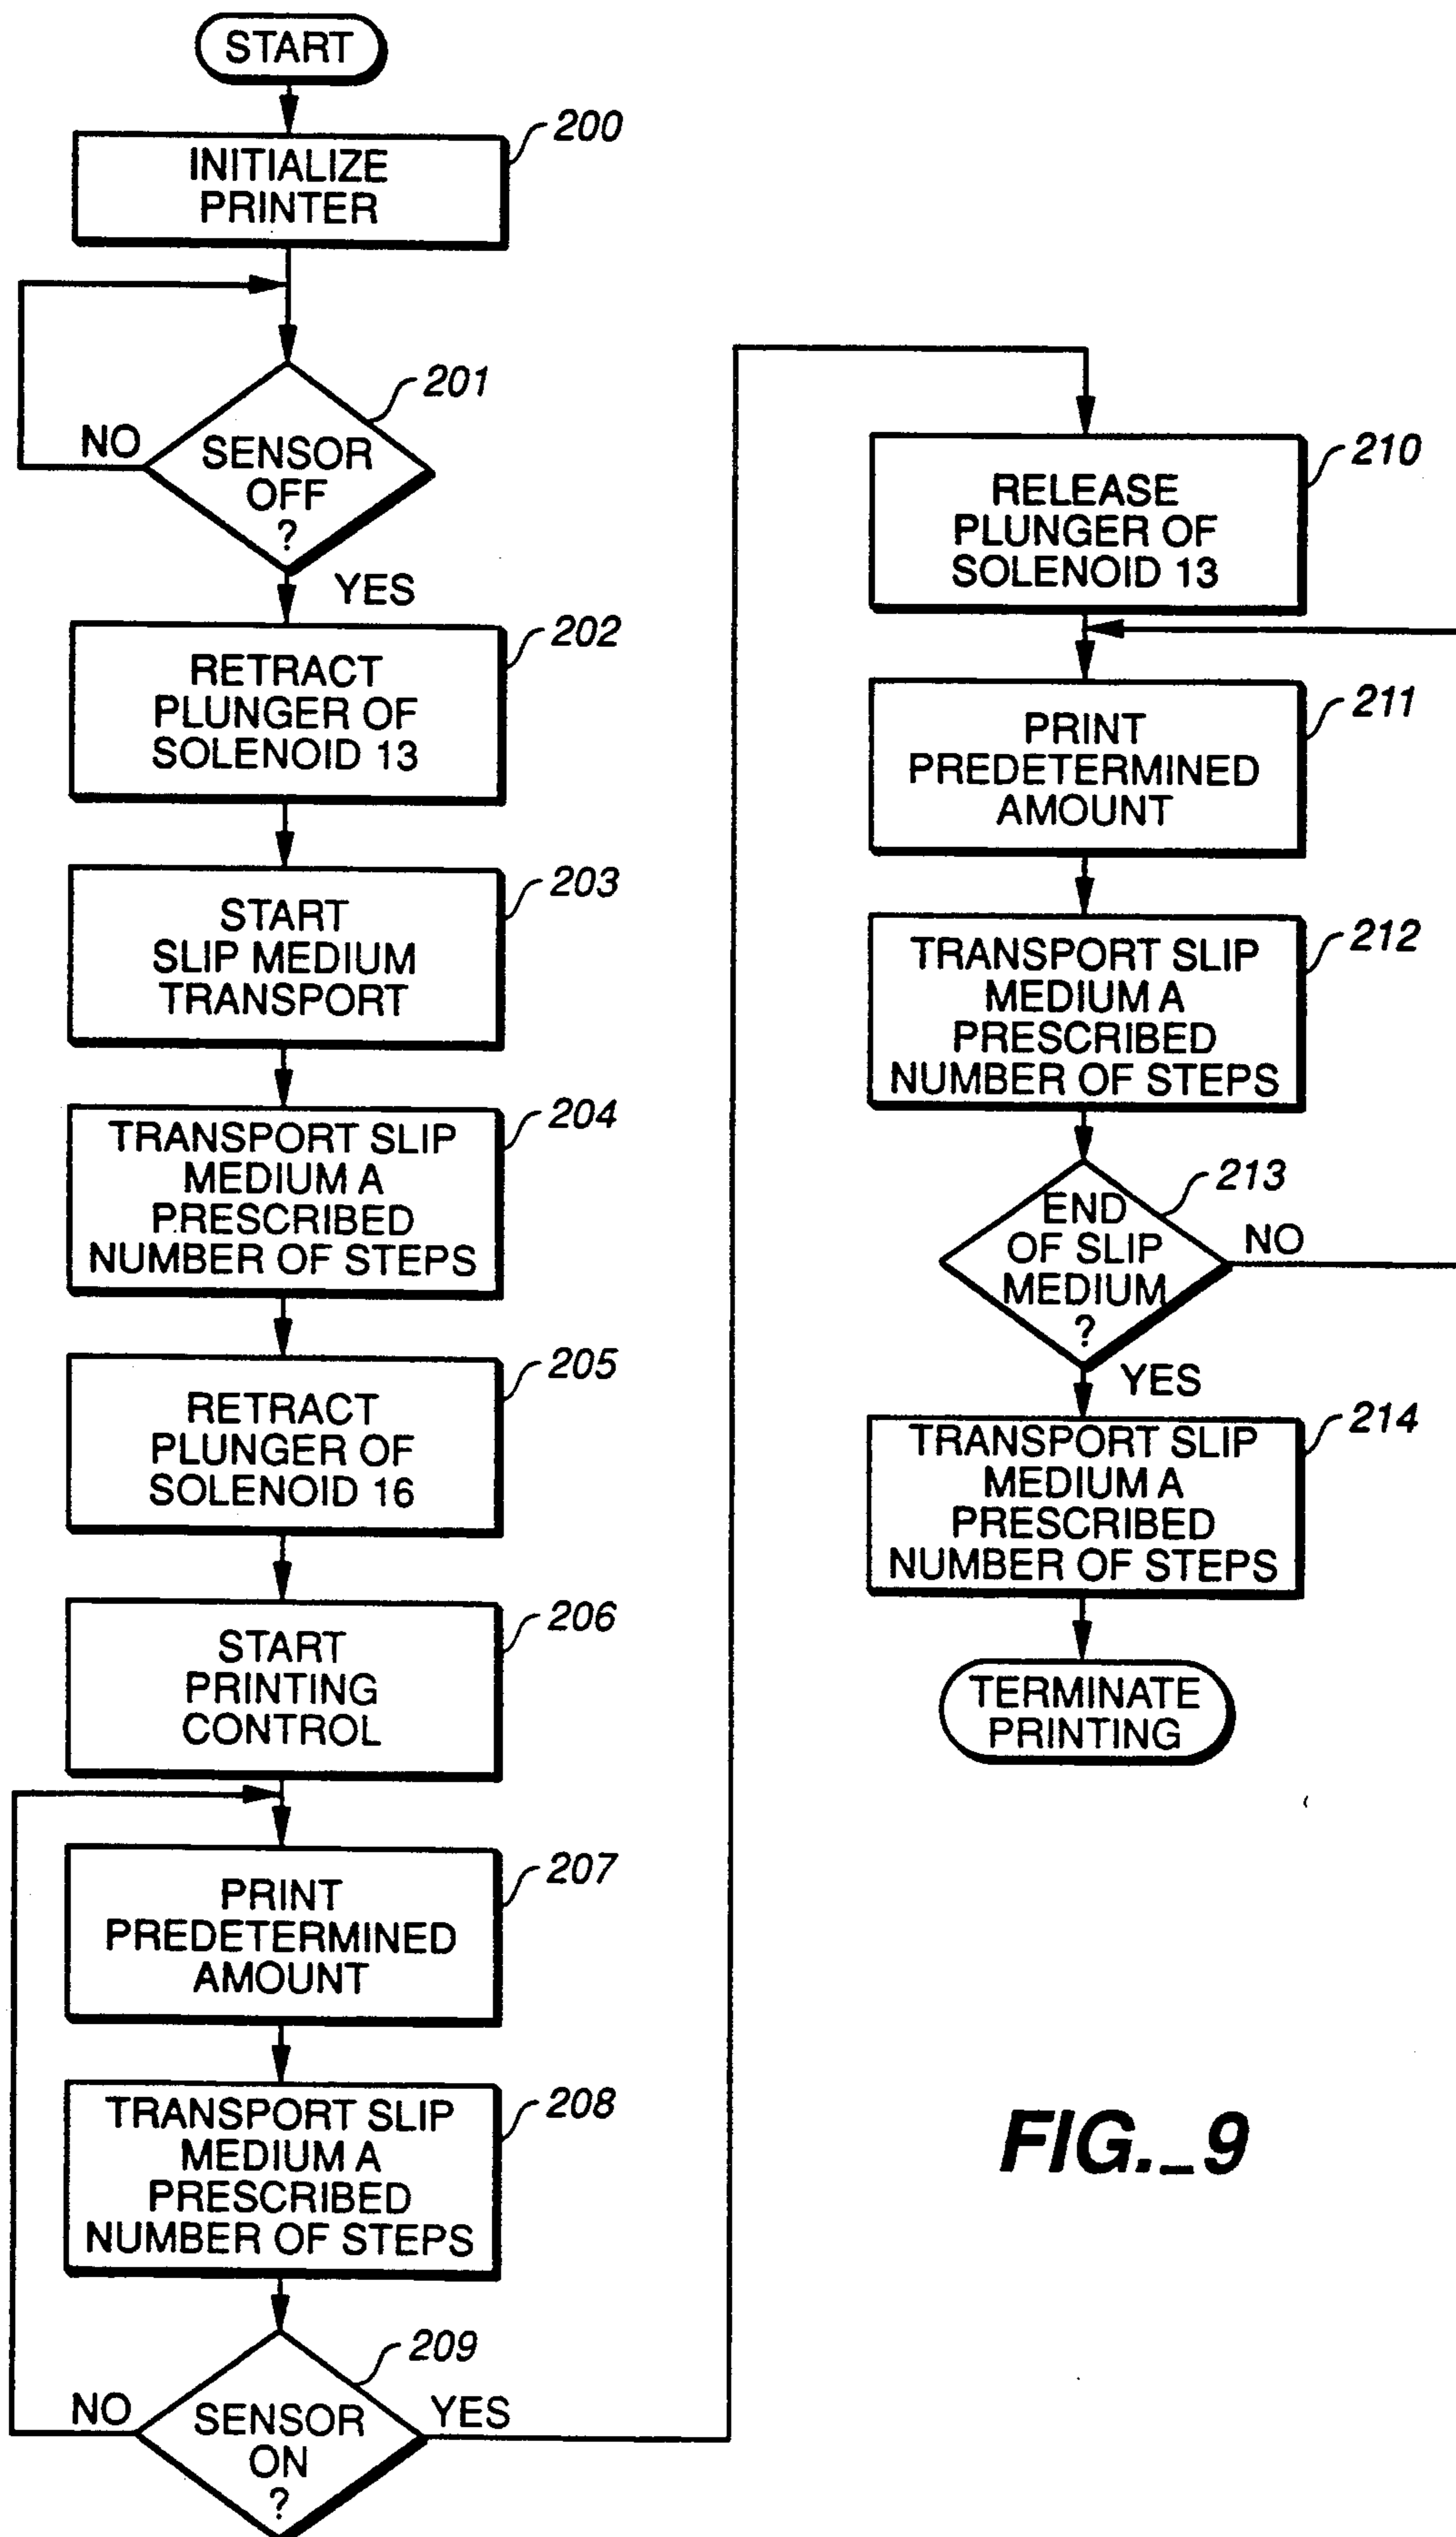 START
200
INITIALIZE
PRINTER
201
NO
SENSOR
OFF
?
YES
202
RETRACT
PLUNGER OF
SOLENOID 13
203
START
SLIP MEDIUM
TRANSPORT
204
TRANSPORT SLIP
MEDIUM A
PRESCRIBED
NUMBER OF STEPS
205
RETRACT
PLUNGER OF
SOLENOID 16
206
START
PRINTING
CONTROL
207
PRINT
PREDETERMINED
AMOUNT
208
TRANSPORT SLIP
MEDIUM A
PRESCRIBED
NUMBER OF STEPS
209
NO
SENSOR
ON
?
YES
210
RELEASE
PLUNGER OF
SOLENOID 13
211
PRINT
PREDETERMINED
AMOUNT
212
TRANSPORT SLIP
MEDIUM A
PRESCRIBED
NUMBER OF STEPS
213
END
OF SLIP
MEDIUM
?
NO
YES
214
TRANSPORT SLIP
MEDIUM A
PRESCRIBED
NUMBER OF STEPS
TERMINATE
PRINTING
FIG._9